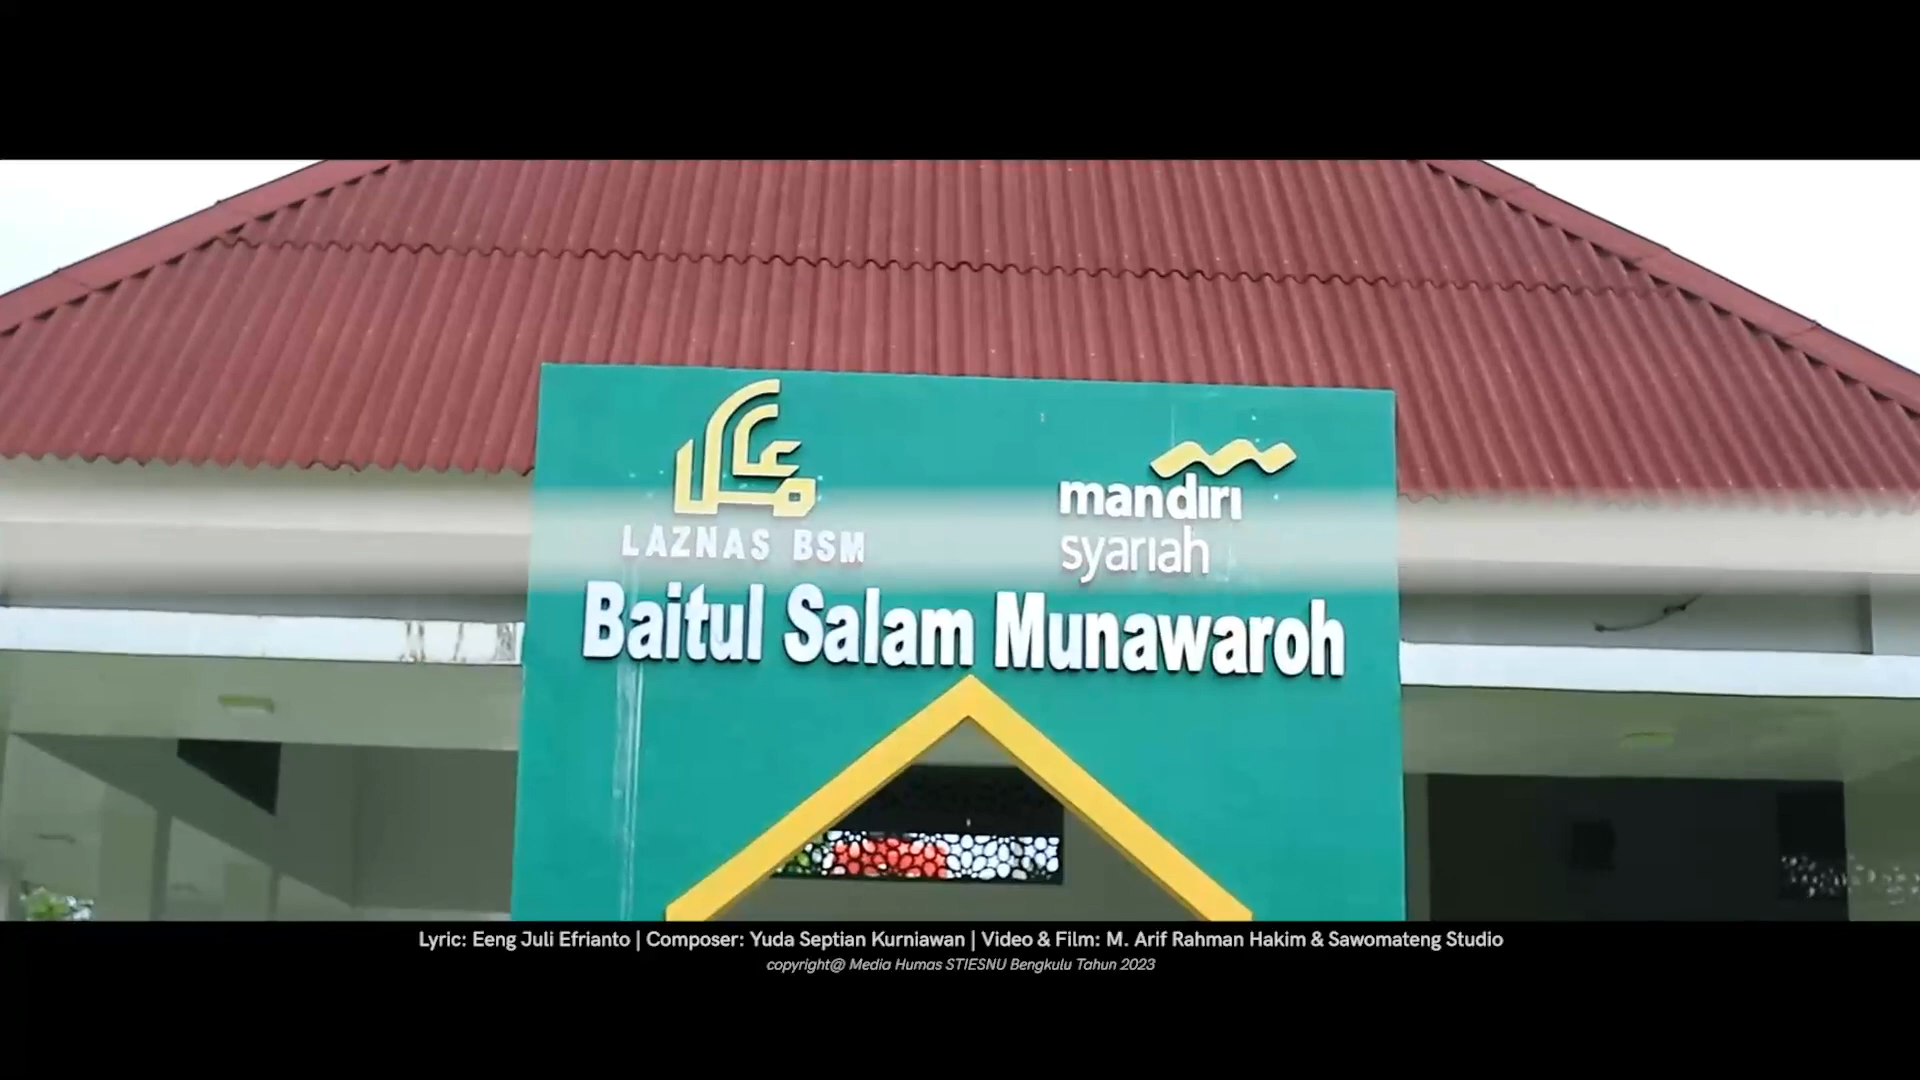 LAZNAS BSM
mandiri
syariah
Baitul Salam Munawaroh
Lyric: Eeng Juli Efrianto | Composer: Yuda Septian Kurniawan | Video & Film: M. Arif Rahman Hakim & Sawomateng Studio
copyright@ Media Humas STIESNU Bengkulu Tahun 2023